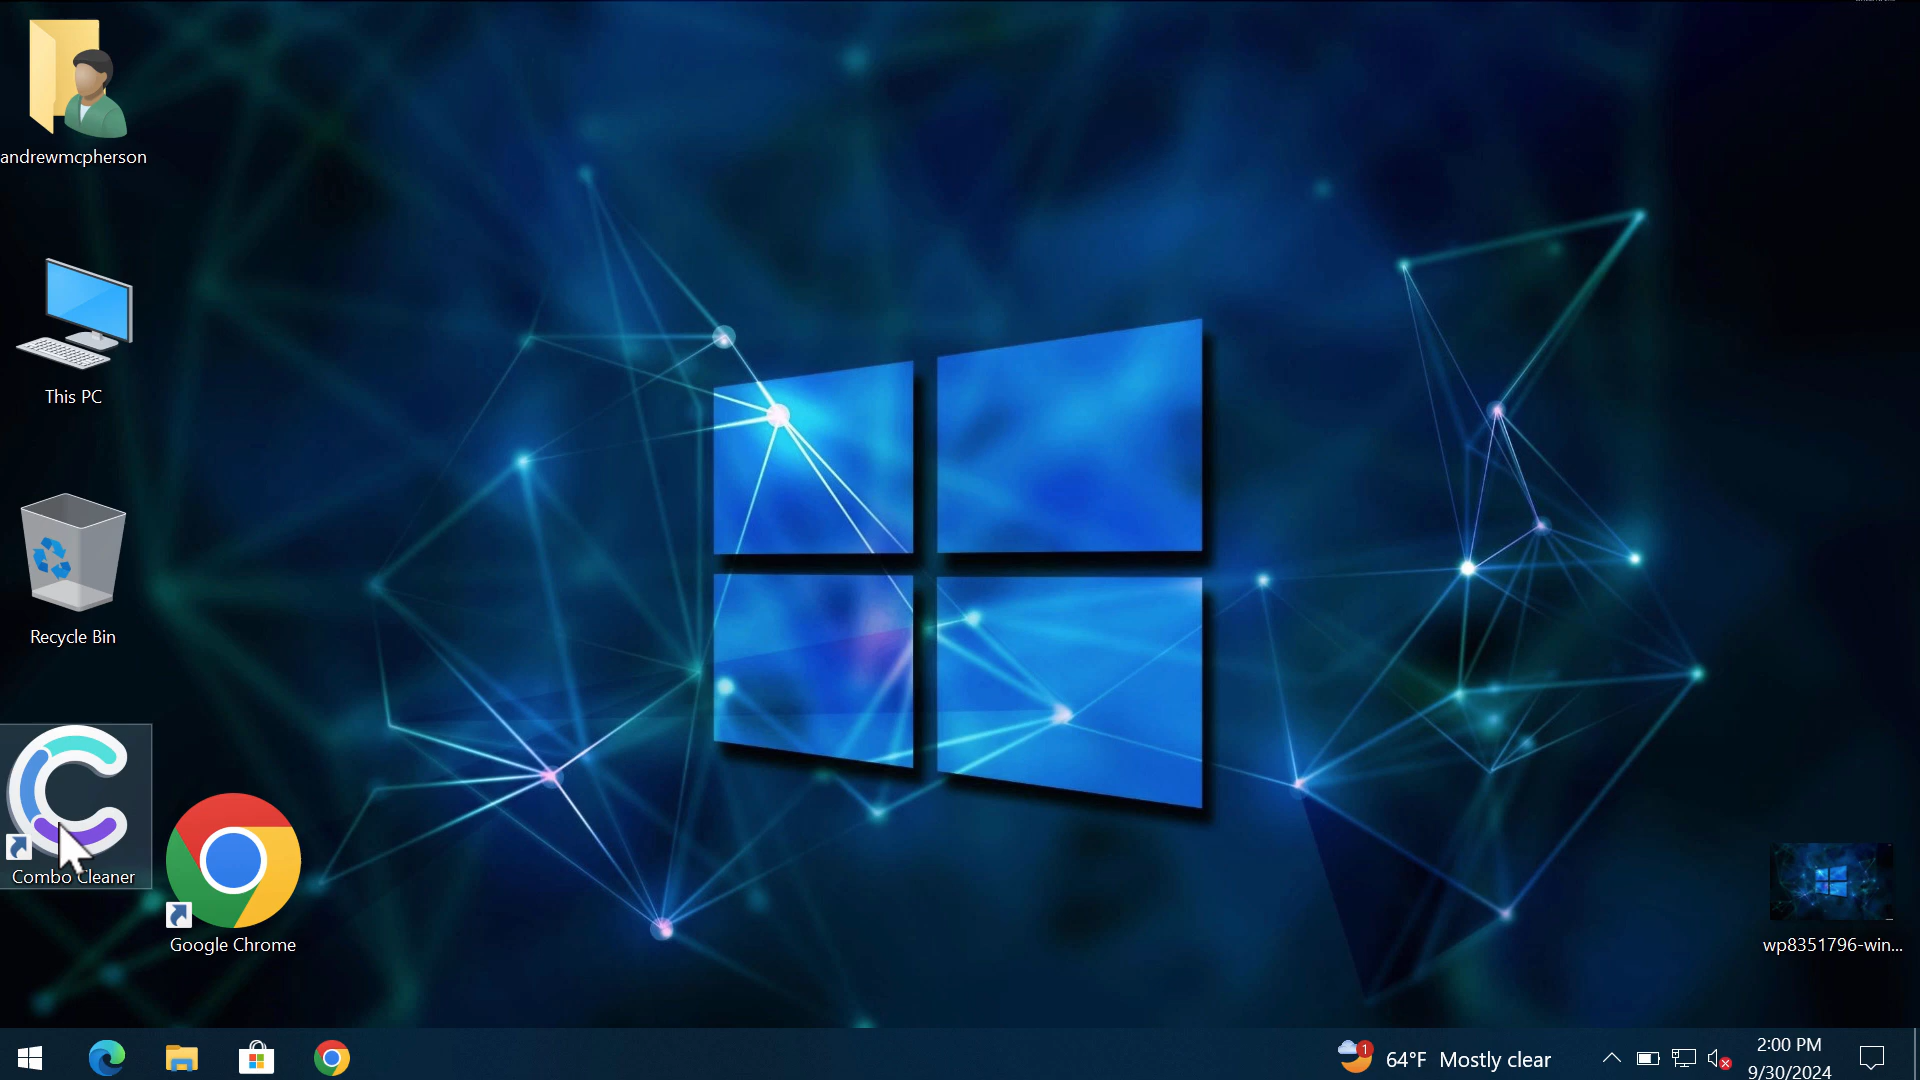 andrewmcpherson
This PC
Recycle Bin
Combo Cleaner
Google Chrome
wp8351796-win...
1
64°F Mostly clear
2:00 PM
9/30/2024